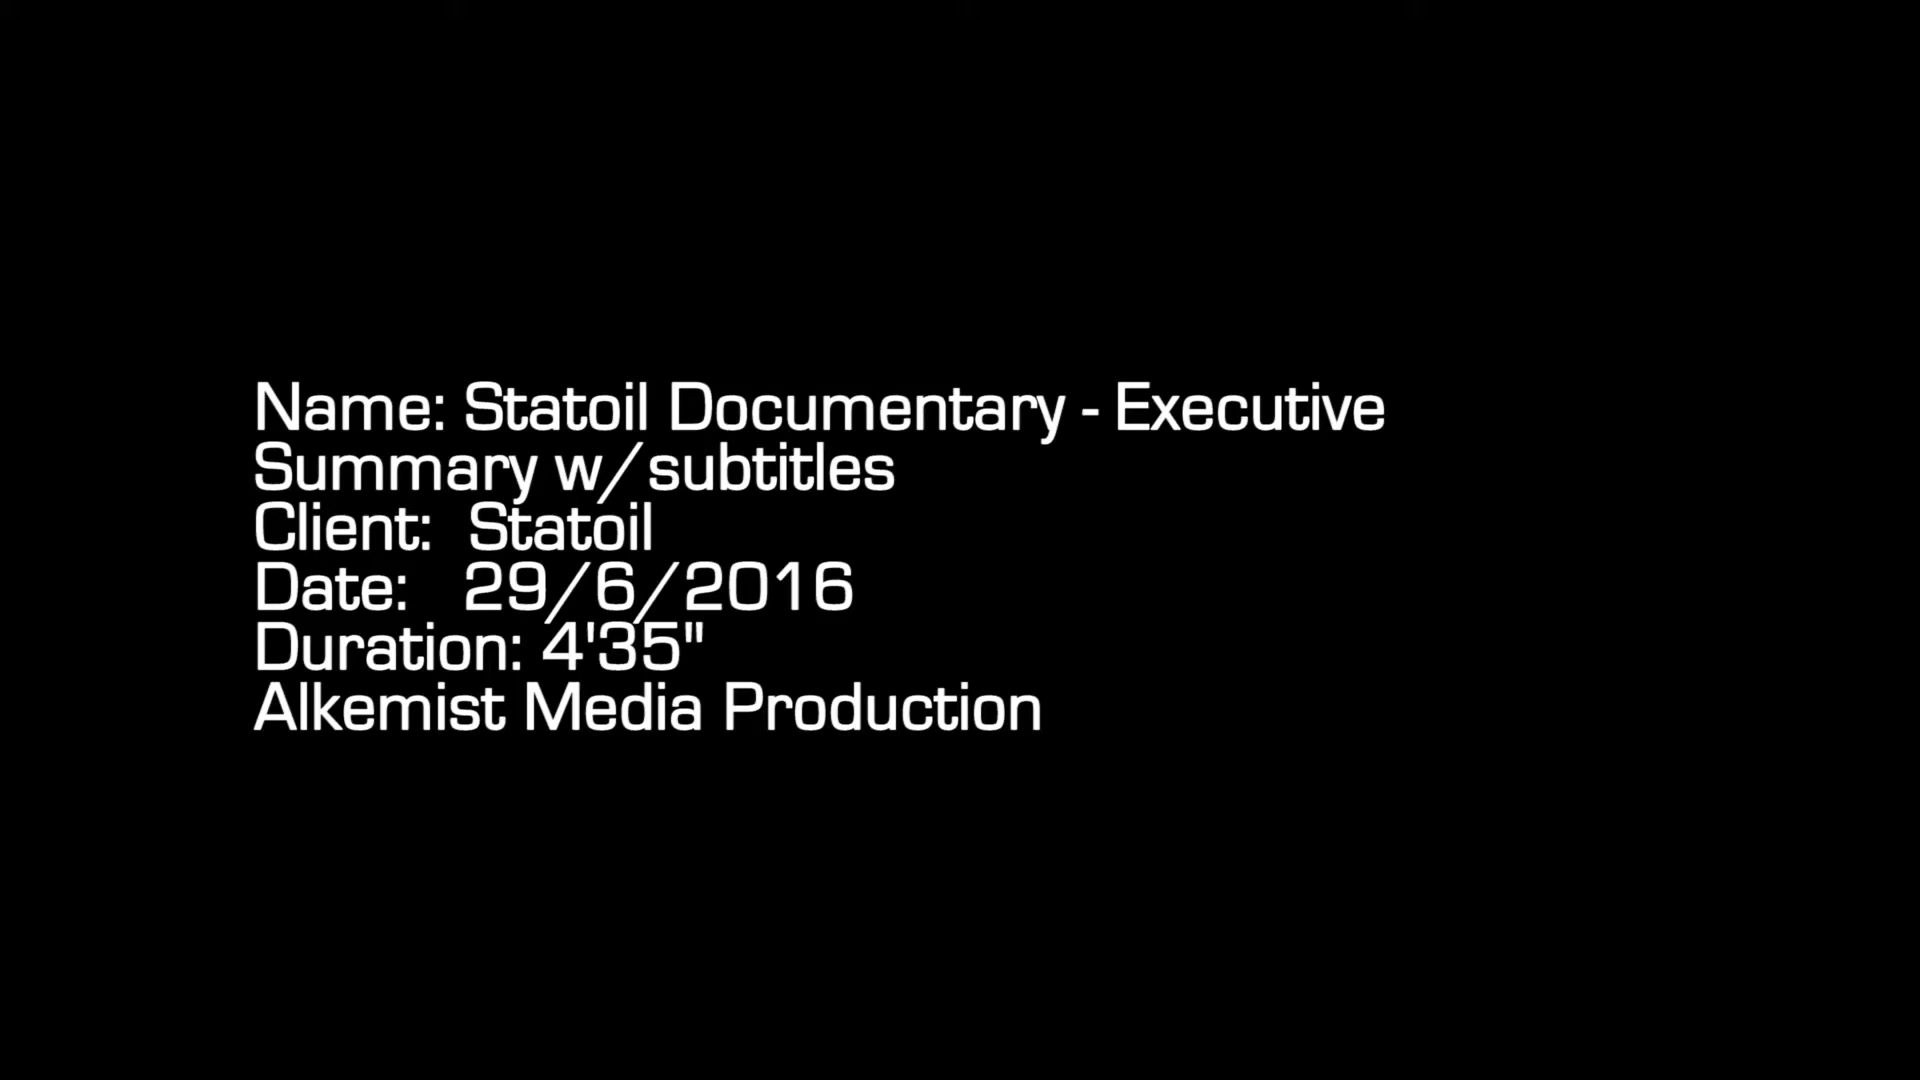 Name: Statoil Documentary - Executive
Summary w/subtitles
Client:  Statoil
Date:   29/6/2016
Duration: 4'35"
Alkemist Media Production